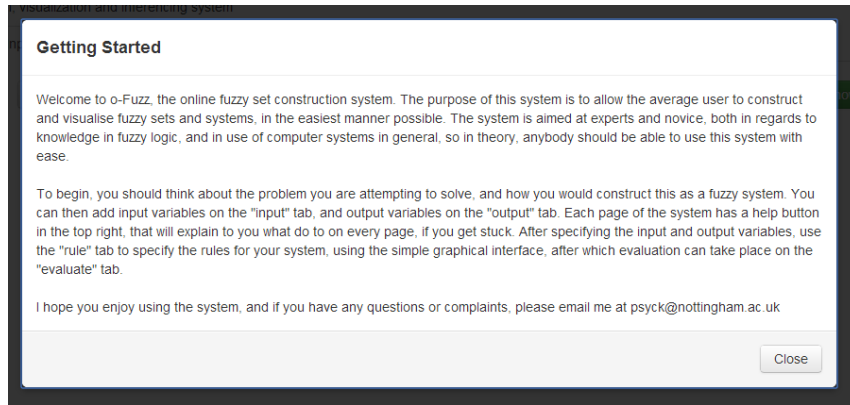 visualization and inferencing system
Getting Started
Welcome to o-Fuzz, the online fuzzy set construction system. The purpose of this system is to allow the average user to construct
and visualise fuzzy sets and systems, in the easiest manner possible. The system is aimed at experts and novice, both in regards to
knowledge in fuzzy logic, and in use of computer systems in general, so in theory, anybody should be able to use this system with
ease.
To begin, you should think about the problem you are attempting to solve, and how you would construct this as a fuzzy system. You
can then add input variables on the "input" tab, and output variables on the "output" tab. Each page of the system has a help button
in the top right, that will explain to you what do to on every page, if you get stuck. After specifying the input and output variables, use
the "rule" tab to specify the rules for your system, using the simple graphical interface, after which evaluation can take place on the
"evaluate" tab.
I hope you enjoy using the system, and if you have any questions or complaints, please email me at psyck@nottingham.ac.uk
Close